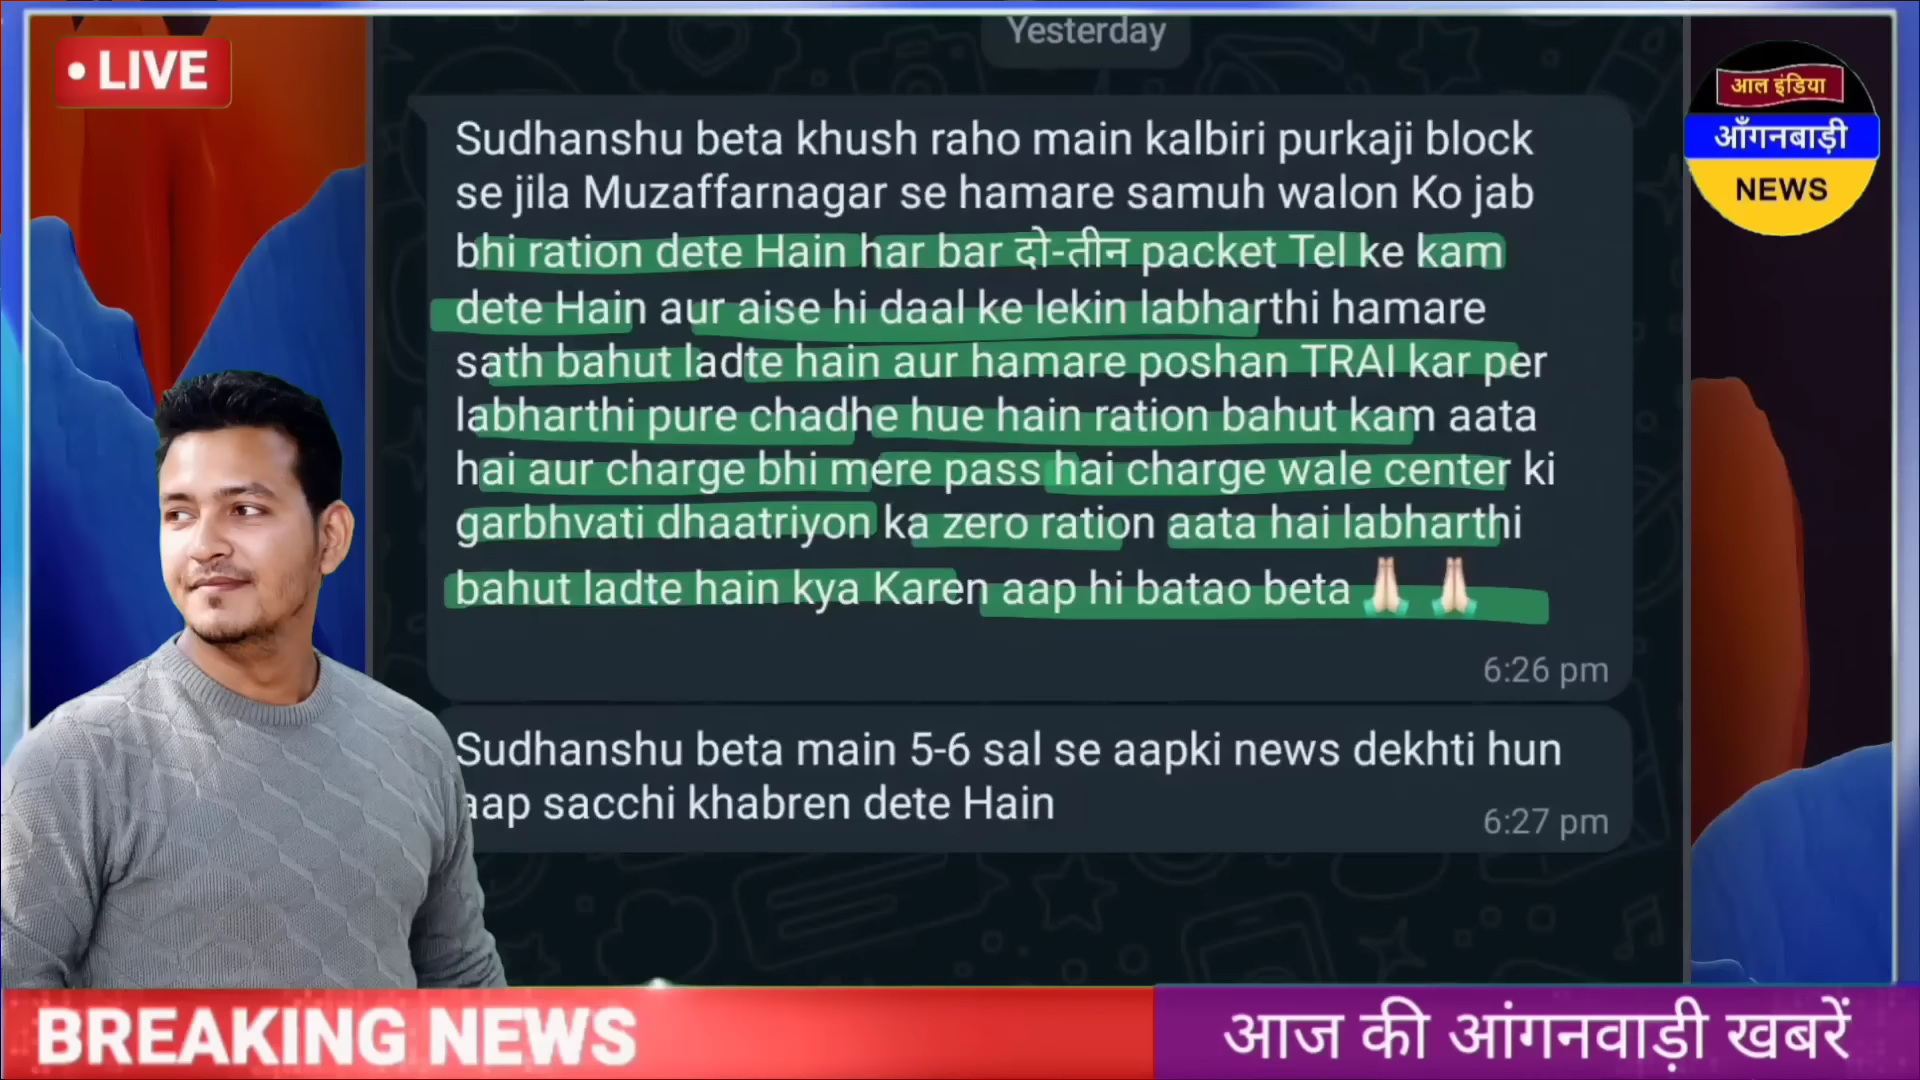 Yesterday
• LIVE
आल इंडिया
आँगनबाड़ी
NEWS
Sudhanshu beta khush raho main kalbiri purkaji block
se jila Muzaffarnagar se hamare samuh walon Ko jab
bhi ration dete Hain har bar दो-तीन packet Tel ke kam
dete Hain aur aise hi daal ke lekin labharthi hamare
sath bahut ladte hain aur hamare poshan TRAI kar per
labharthi pure chadhe hue hain ration bahut kam aata
hai aur charge bhi mere pass hai charge wale center ki
garbhvati dhaatriyon ka zero ration aata hai labharthi
bahut ladte hain kya Karen aap hi batao beta 🙏🏻 🙏🏻
6:26 pm
Sudhanshu beta main 5-6 sal se aapki news dekhti hun
aap sacchi khabren dete Hain
6:27 pm
BREAKING NEWS
आज की आंगनवाड़ी खबरें